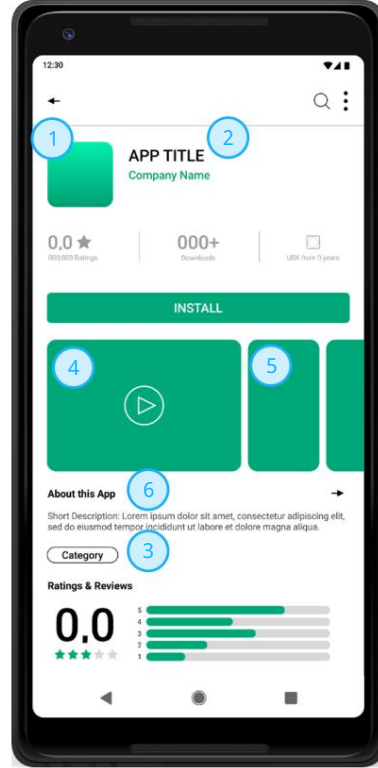 12:30
1
2
APP TITLE
Company Name
0,0
000+
000,000 Ratings
Downloads
USK from 0 years
INSTALL
4
5
About this App
6
Short Description: Lorem ipsum dolor sit amet, consectetur adipiscing elit,
sed do eiusmod tempor incididunt ut labore et dolore magna aliqua.
Category
3
Ratings & Reviews
0,0
5
4
3
2
1